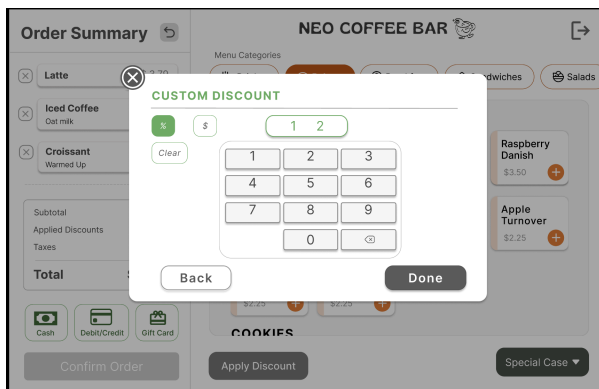 Order Summary
NEO COFFEE BAR
Menu Categories
Latte
Iced Coffee
Oat milk
Croissant
Warmed Up
Subtotal
Applied Discounts
Taxes
Total
Cash
Debit/Credit
Gift Card
Confirm Order
CUSTOM DISCOUNT
%
$
1 2
Clear
1 2 3
4 5 6
7 8 9
0
Back
Done
Salads
Raspberry
Danish
$3.50
Apple
Turnover
$2.25
$2.25
$2.25
COOKIES
Apply Discount
Special Case